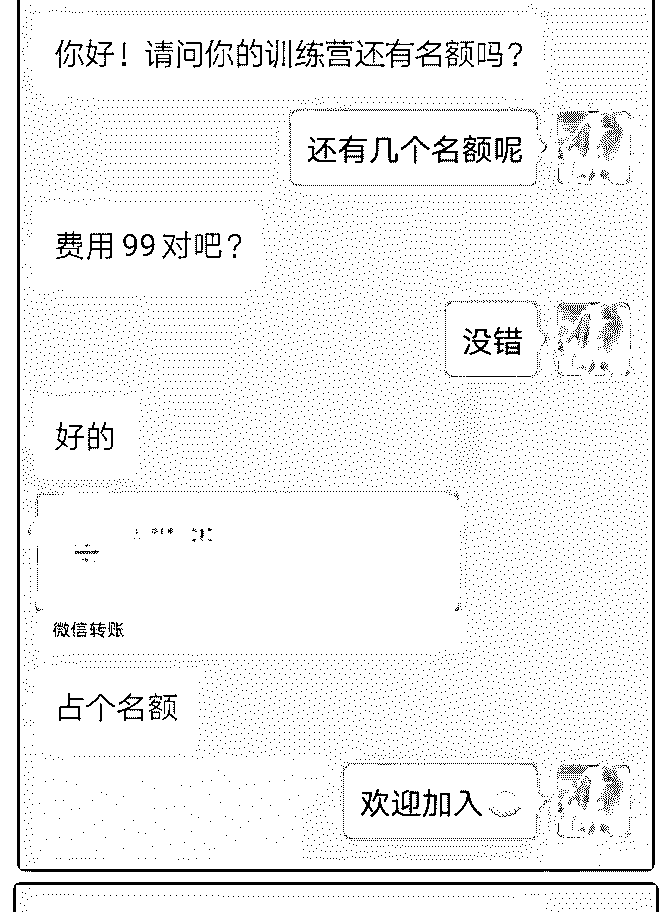 你好！请问你的训练营还有名额吗？
还有几个名额呢
费用 99 对吧？
没错
好的
微信转账
占个名额
欢迎加入